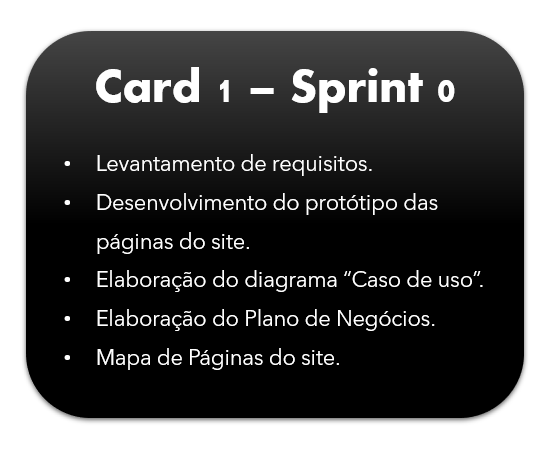 Card 1 – Sprint 0
• Levantamento de requisitos.
• Desenvolvimento do protótipo das
páginas do site.
• Elaboração do diagrama “Caso de uso”.
• Elaboração do Plano de Negócios.
• Mapa de Páginas do site.